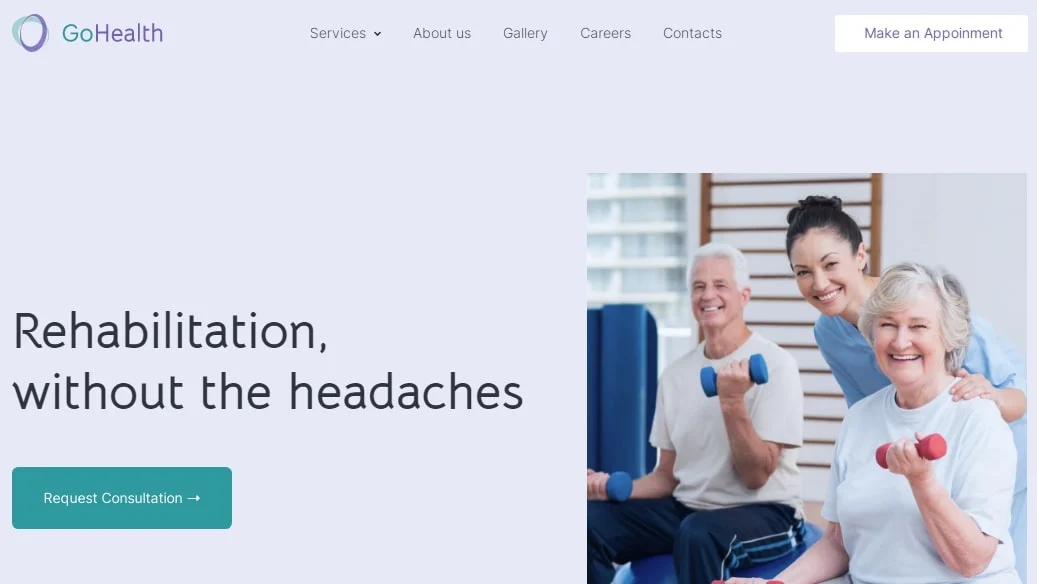 GoHealth
Services
About us
Gallery
Careers
Contacts
Make an Appoinment
Rehabilitation,
without the headaches
Request Consultation →